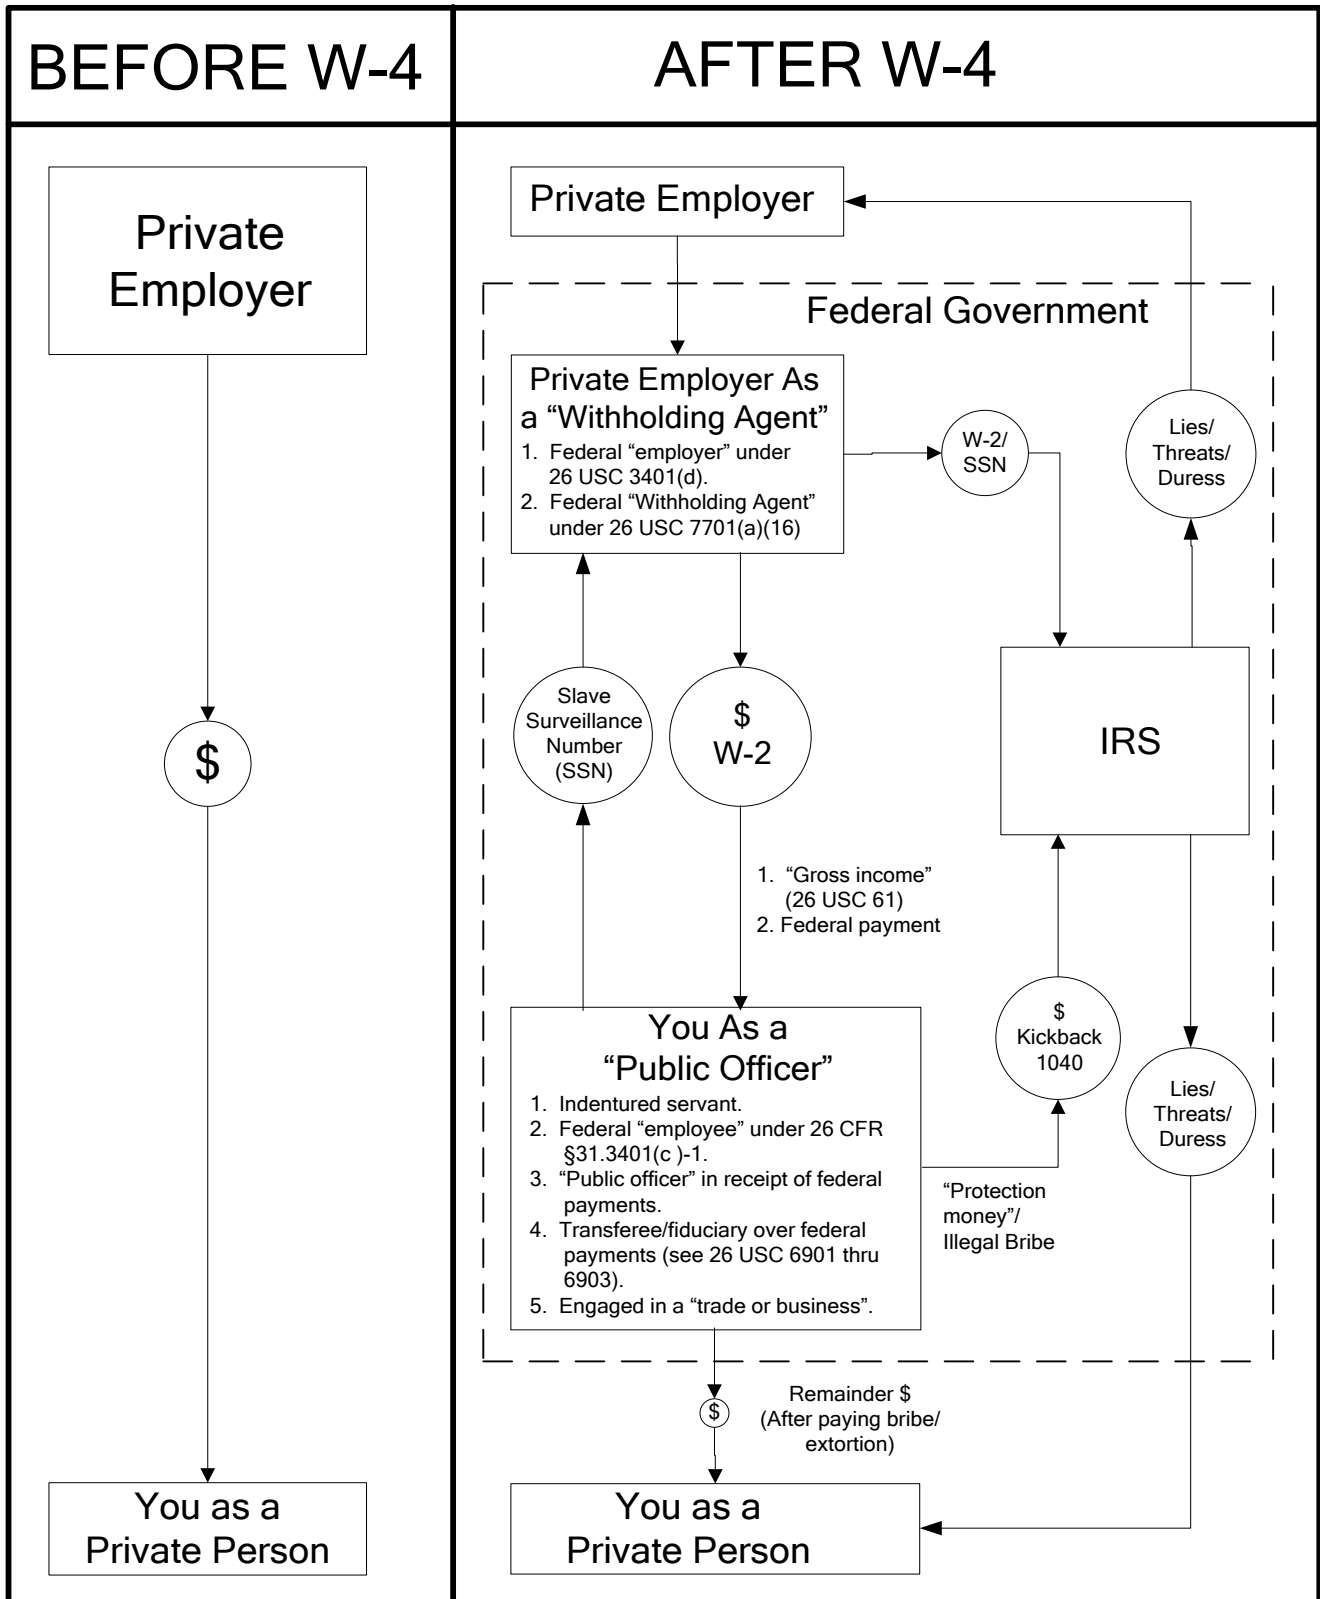 BEFORE W-4
AFTER W-4
Private
Employer
$
You as a
Private Person
Private Employer
Federal Government
Private Employer As
a “Withholding Agent”
1. Federal “employer” under
26 USC 3401(d).
2. Federal “Withholding Agent”
under 26 USC 7701(a)(16)
W-2/
SSN
Lies/
Threats/
Duress
Slave
Surveillance
Number
(SSN)
$
W-2
IRS
1. “Gross income”
(26 USC 61)
2. Federal payment
You As a
“Public Officer”
1. Indentured servant.
2. Federal “employee” under 26 CFR
§31.3401(c )-1.
3. “Public officer” in receipt of federal
payments.
4. Transferee/fiduciary over federal
payments (see 26 USC 6901 thru
6903).
5. Engaged in a “trade or business”.
$
Kickback
1040
Lies/
Threats/
Duress
“Protection
money”/
Illegal Bribe
$
Remainder $
(After paying bribe/
extortion)
You as a
Private Person